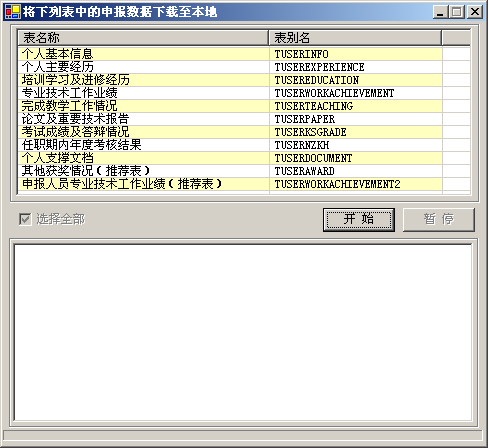 将下列表中的申报数据下载至本地
表名称 表别名
个人基本信息 TUSERINFO
个人主要经历 TUSEREXPERIENCE
培训学习及进修经历 TUSEREDUCATION
专业技术工作业绩 TUSERWORKACHIEVEMENT
完成教学工作情况 TUSERTEACHING
论文及重要技术报告 TUSERPAPER
考试成绩及答辩情况 TUSERKSGRADE
任职期内年度考核结果 TUSERNZKH
个人支撑文档 TUSERDOCUMENT
其他获奖情况(推荐表) TUSERAWARD
申报人员专业技术工作业绩(推荐表) TUSERWORKACHIEVEMENT2
选择全部 开 始 暂 停